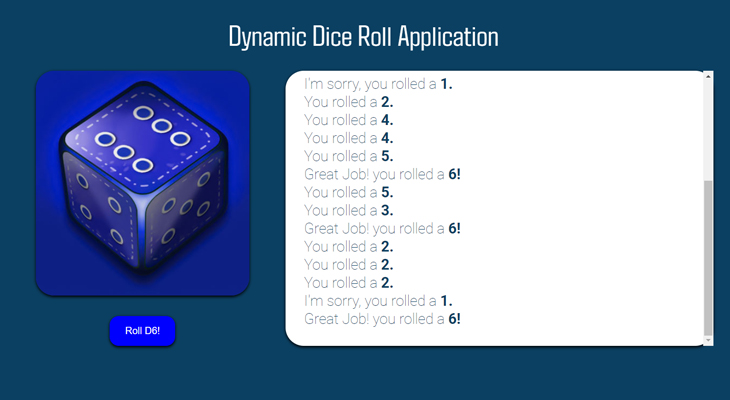 Dynamic Dice Roll Application
I'm sorry, you rolled a 1.
You rolled a 2.
You rolled a 4.
You rolled a 4.
You rolled a 5.
Great Job! you rolled a 6!
You rolled a 5.
You rolled a 3.
Great Job! you rolled a 6!
You rolled a 2.
You rolled a 2.
You rolled a 2.
I'm sorry, you rolled a 1.
Great Job! you rolled a 6!
Roll D6!